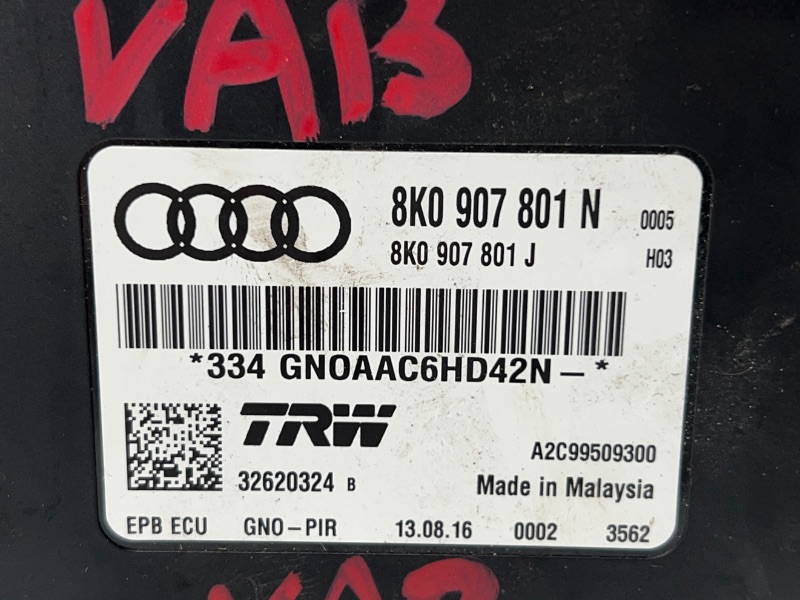 VAB
8K0 907 801 N 0005
8K0 907 801 J H03
*334 GNOAAC6HD42N-*
TRW
A2C99509300
32620324 B Made in Malaysia
EPB ECU GNO-PIR 13.08.16 0002 3562